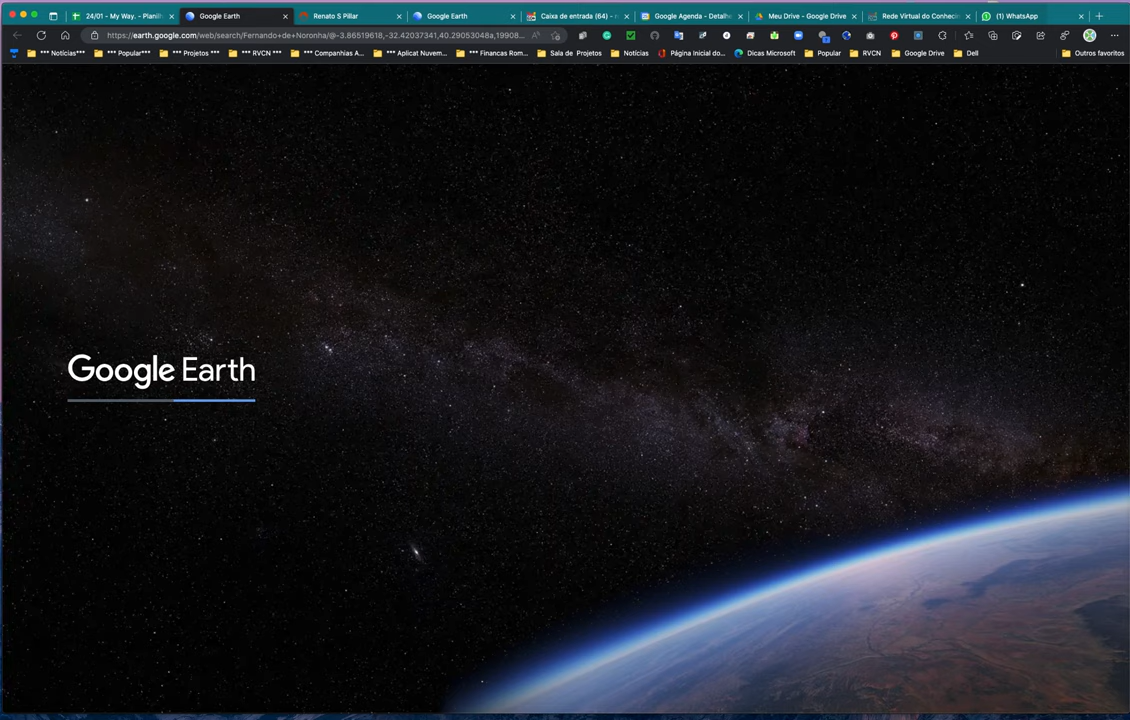 24/01 - My Way. - Planilh
Google Earth
Renato S Pillar
Google Earth
Caixa de entrada (64) - n
Google Agenda - Detalhe
Meu Drive - Google Drive
Rede Virtual do Conheci
(1) WhatsApp
https://earth.google.com/web/search/Fernando+de+Noronha/@-3.86519618,-32.42037341,40.29053048a,19908...
*** Notícias***
*** Popular***
*** Projetos ***
*** RVCN ***
*** Companhias A...
*** Aplicat Nuvem...
*** Financas Rom...
Sala de Projetos
Notícias
Página Inicial do...
Dicas Microsoft
Popular
RVCN
Google Drive
Dell
Outros favoritos
Google Earth